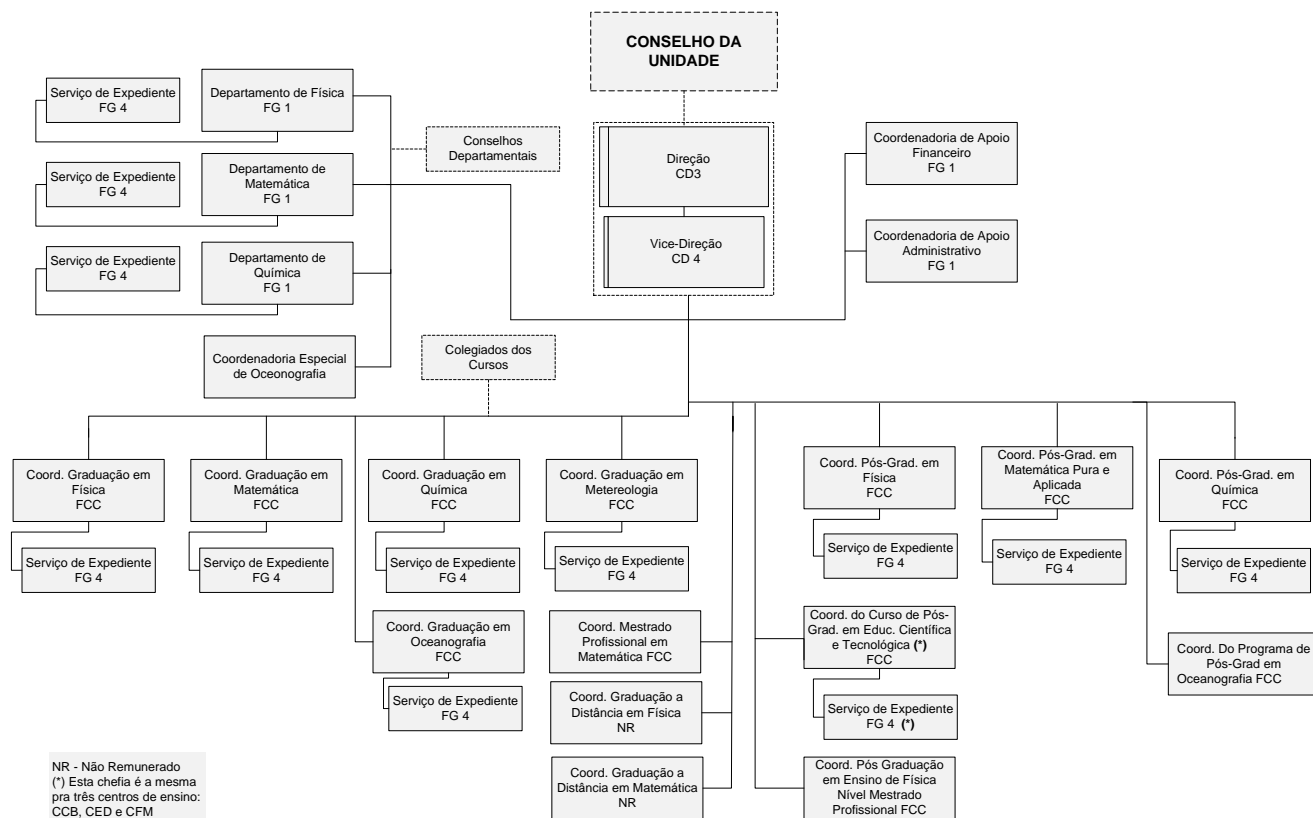 CONSELHO DA
UNIDADE
Serviço de Expediente
FG 4
Departamento de Física
FG 1
Conselhos
Departamentais
Direção
CD3
Coordenadoria de Apoio
Financeiro
FG 1
Serviço de Expediente
FG 4
Departamento de
Matemática
FG 1
Vice-Direção
CD 4
Coordenadoria de Apoio
Administrativo
FG 1
Serviço de Expediente
FG 4
Departamento de
Química
FG 1
Coordenadoria Especial
de Oceonografia
Colegiados dos
Cursos
Coord. Graduação em
Física
FCC
Coord. Graduação em
Matemática
FCC
Coord. Graduação em
Química
FCC
Coord. Graduação em
Metereologia
FCC
Coord. Pós-Grad. em
Física
FCC
Coord. Pós-Grad. em
Matemática Pura e
Aplicada
FCC
Coord. Pós-Grad. em
Química
FCC
Serviço de Expediente
FG 4
Serviço de Expediente
FG 4
Serviço de Expediente
FG 4
Serviço de Expediente
FG 4
Serviço de Expediente
FG 4
Serviço de Expediente
FG 4
Serviço de Expediente
FG 4
Coord. Graduação em
Oceanografia
FCC
Coord. Mestrado
Profissional em
Matemática FCC
Coord. do Curso de Pós-
Grad. em Educ. Científica
e Tecnológica (*)
FCC
Coord. Do Programa de
Pós-Grad em
Oceanografia FCC
Serviço de Expediente
FG 4
Coord. Graduação a
Distância em Física
NR
Serviço de Expediente
FG 4 (*)
Coord. Graduação a
Distância em Matemática
NR
Coord. Pós Graduação
em Ensino de Física
Nível Mestrado
Profissional FCC
NR - Não Remunerado
(*) Esta chefia é a mesma
pra três centros de ensino:
CCB, CED e CFM